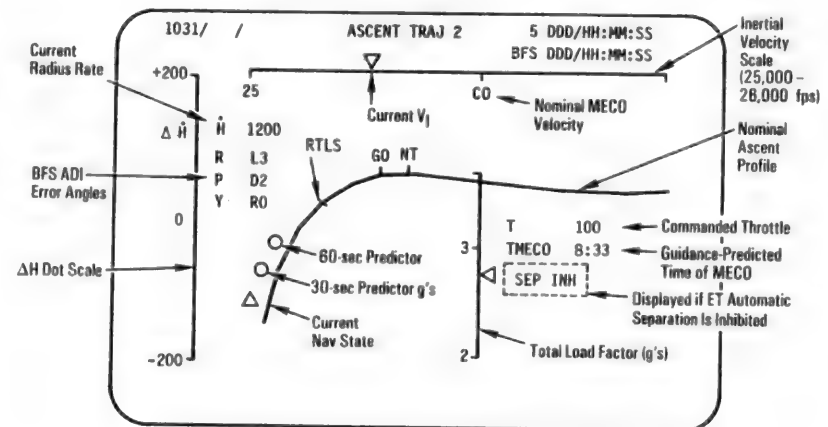 1031/ / ASCENT TRAJ 2 5 DDD/HH:MM:SS
BFS DDD/HH:MM:SS
Current
Radius Rate
+200
25
CO
Inertial
Velocity
Scale
(25,000 –
26,000 fps)
Current VI
Nominal MECO
Velocity
Δ Ḣ
Ḣ 1200
R L3
P D2
Y R0
BFS ADI
Error Angles
RTLS
GO NT
Nominal
Ascent
Profile
0
T 100
Commanded Throttle
TMECO 8:33
Guidance-Predicted
Time of MECO
3
SEP INH
Displayed if ET Automatic
Separation Is Inhibited
60-sec Predictor
30-sec Predictor g's
ΔH Dot Scale
Current
Nav State
-200
2
Total Load Factor (g's)